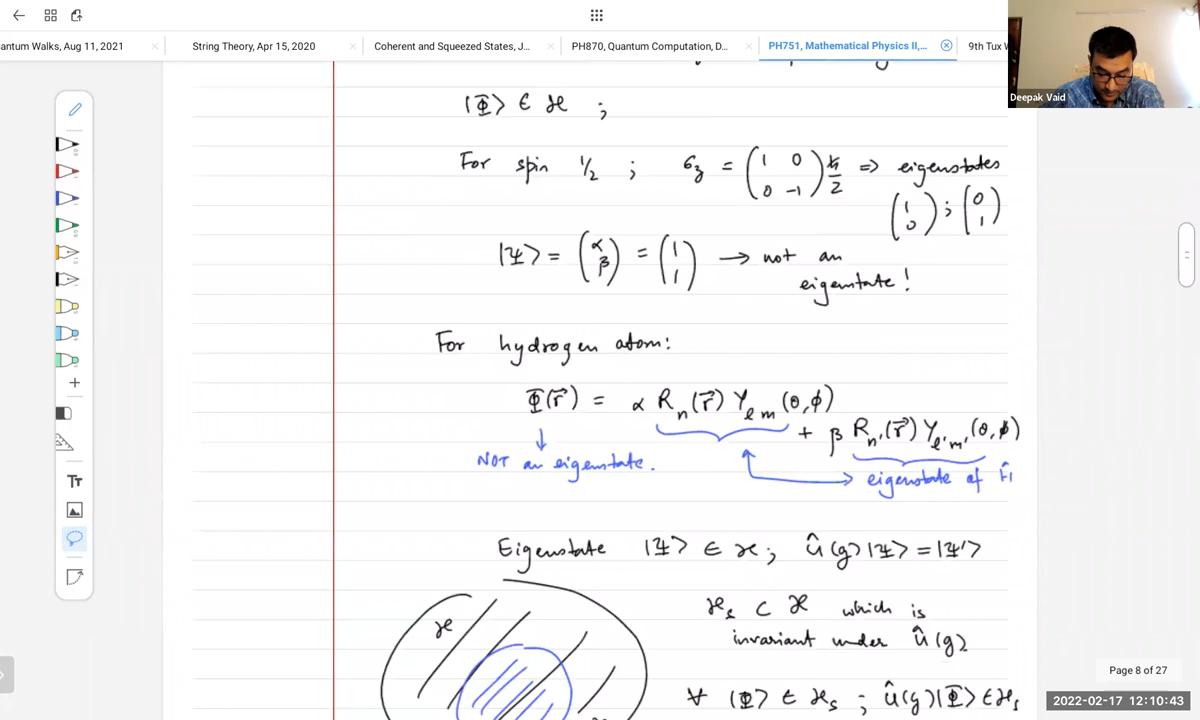 antum Walks, Aug 11, 2021
String Theory, Apr 15, 2020
Coherent and Squeezed States, J...
PH870, Quantum Computation, D...
PH751, Mathematical Physics II,...
9th Tux W
Deepak Vaid
|Φ⟩ ∈ ℋ ;
For spin 1/2 ; σz = (1 0 0 -1) ħ/2 ⇒ eigenstates
(1 0) ; (0 1)
|Ψ⟩ = (α β) = (1 1) → not an
eigenstate!
For hydrogen atom:
Φ(r⃗) = α Rn(r⃗) Yℓm(θ,ϕ)
+ β Rn'(r⃗) Yℓ'm'(θ,ϕ)
NOT an eigenstate.
eigenstate of Ĥ
Eigenstate |Ψ⟩ ∈ ℋ; Û(g)|Ψ⟩ = |Ψ'⟩
ℋ
ℋs ⊂ ℋ which is
invariant under Û(g)
∀ |Φ⟩ ∈ ℋs ; Û(g)|Φ⟩ ∈ ℋs
Tт
Page 8 of 27
2022-02-17 12:10:43